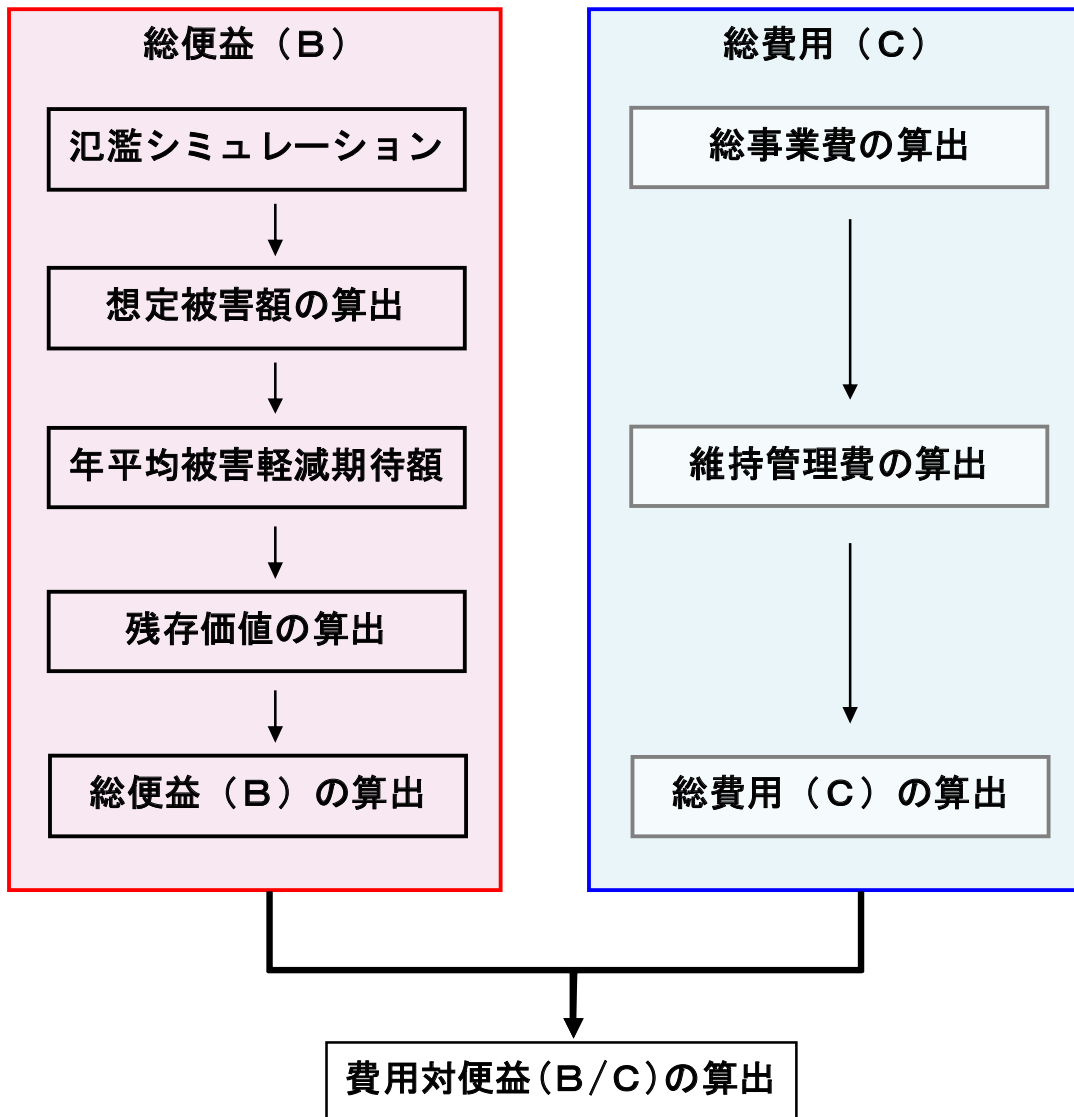 総便益（B）
氾濫シミュレーション
想定被害額の算出
年平均被害軽減期待額
残存価値の算出
総便益（B）の算出
総費用（C）
総事業費の算出
維持管理費の算出
総費用（C）の算出
費用対便益(B/C)の算出